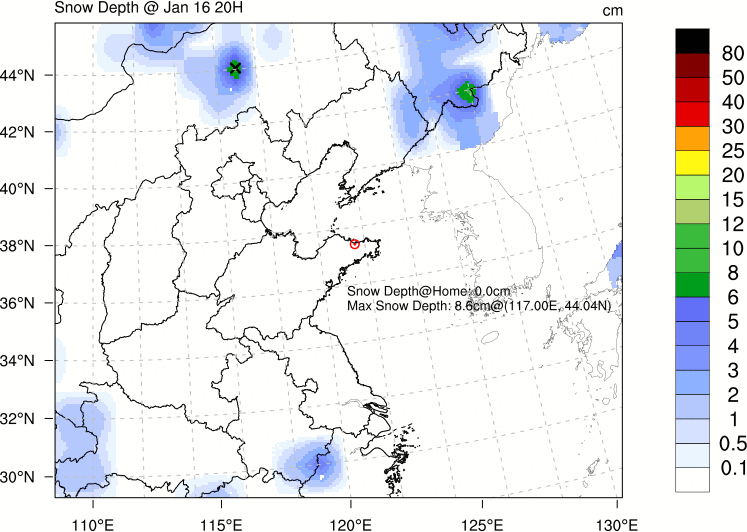 Snow Depth @ Jan 16 20H
cm
44°N
42°N
40°N
38°N
36°N
34°N
32°N
30°N
110°E
115°E
120°E
125°E
130°E
Snow Depth@Home: 0.0cm
Max Snow Depth: 8.6cm@(117.00E, 44.04N)
80
50
40
30
25
20
15
12
10
8
6
5
4
3
2
1
0.5
0.1